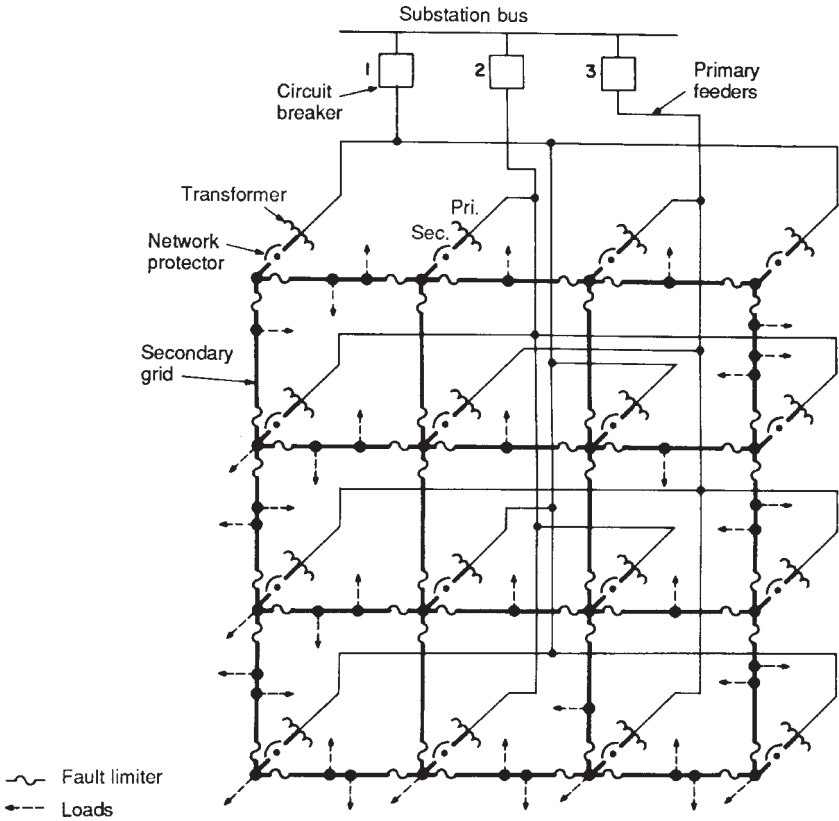 Substation bus
1
2
3
Circuit
breaker
Primary
feeders
Transformer
Pri.
Sec.
Network
protector
Secondary
grid
Fault limiter
Loads